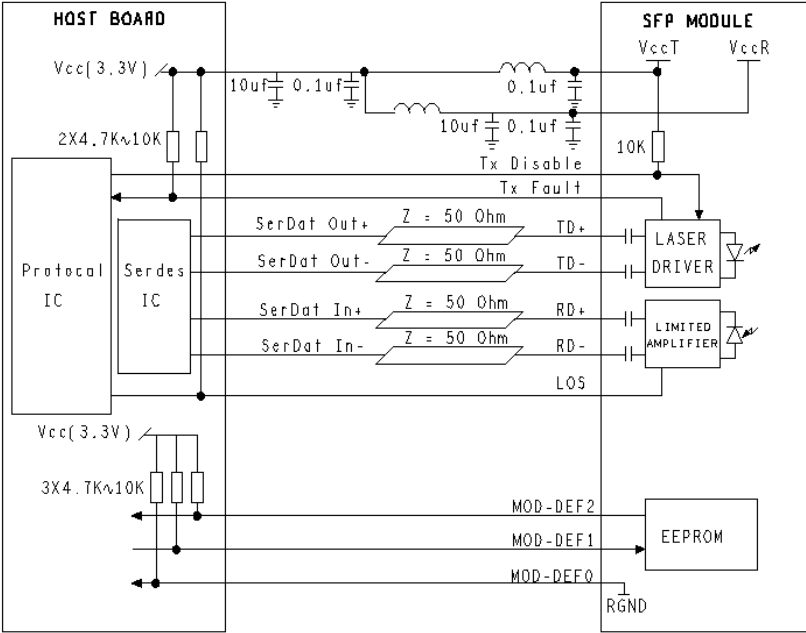 HOST BOARD
SFP MODULE
VccT VccR
Vcc(3.3V)
10uf 0.1uf
0.1uf
10uf 0.1uf
2X4.7K~10K
10K
Tx Disable
Tx Fault
SerDat Out+ Z = 50 Ohm TD+
SerDat Out- Z = 50 Ohm TD-
LASER
DRIVER
Protocal
IC
Serdes
IC
SerDat In+ Z = 50 Ohm RD+
SerDat In- Z = 50 Ohm RD-
LIMITED
AMPLIFIER
LOS
Vcc(3.3V)
3X4.7K~10K
MOD-DEF2
MOD-DEF1
MOD-DEF0
EEPROM
RGND